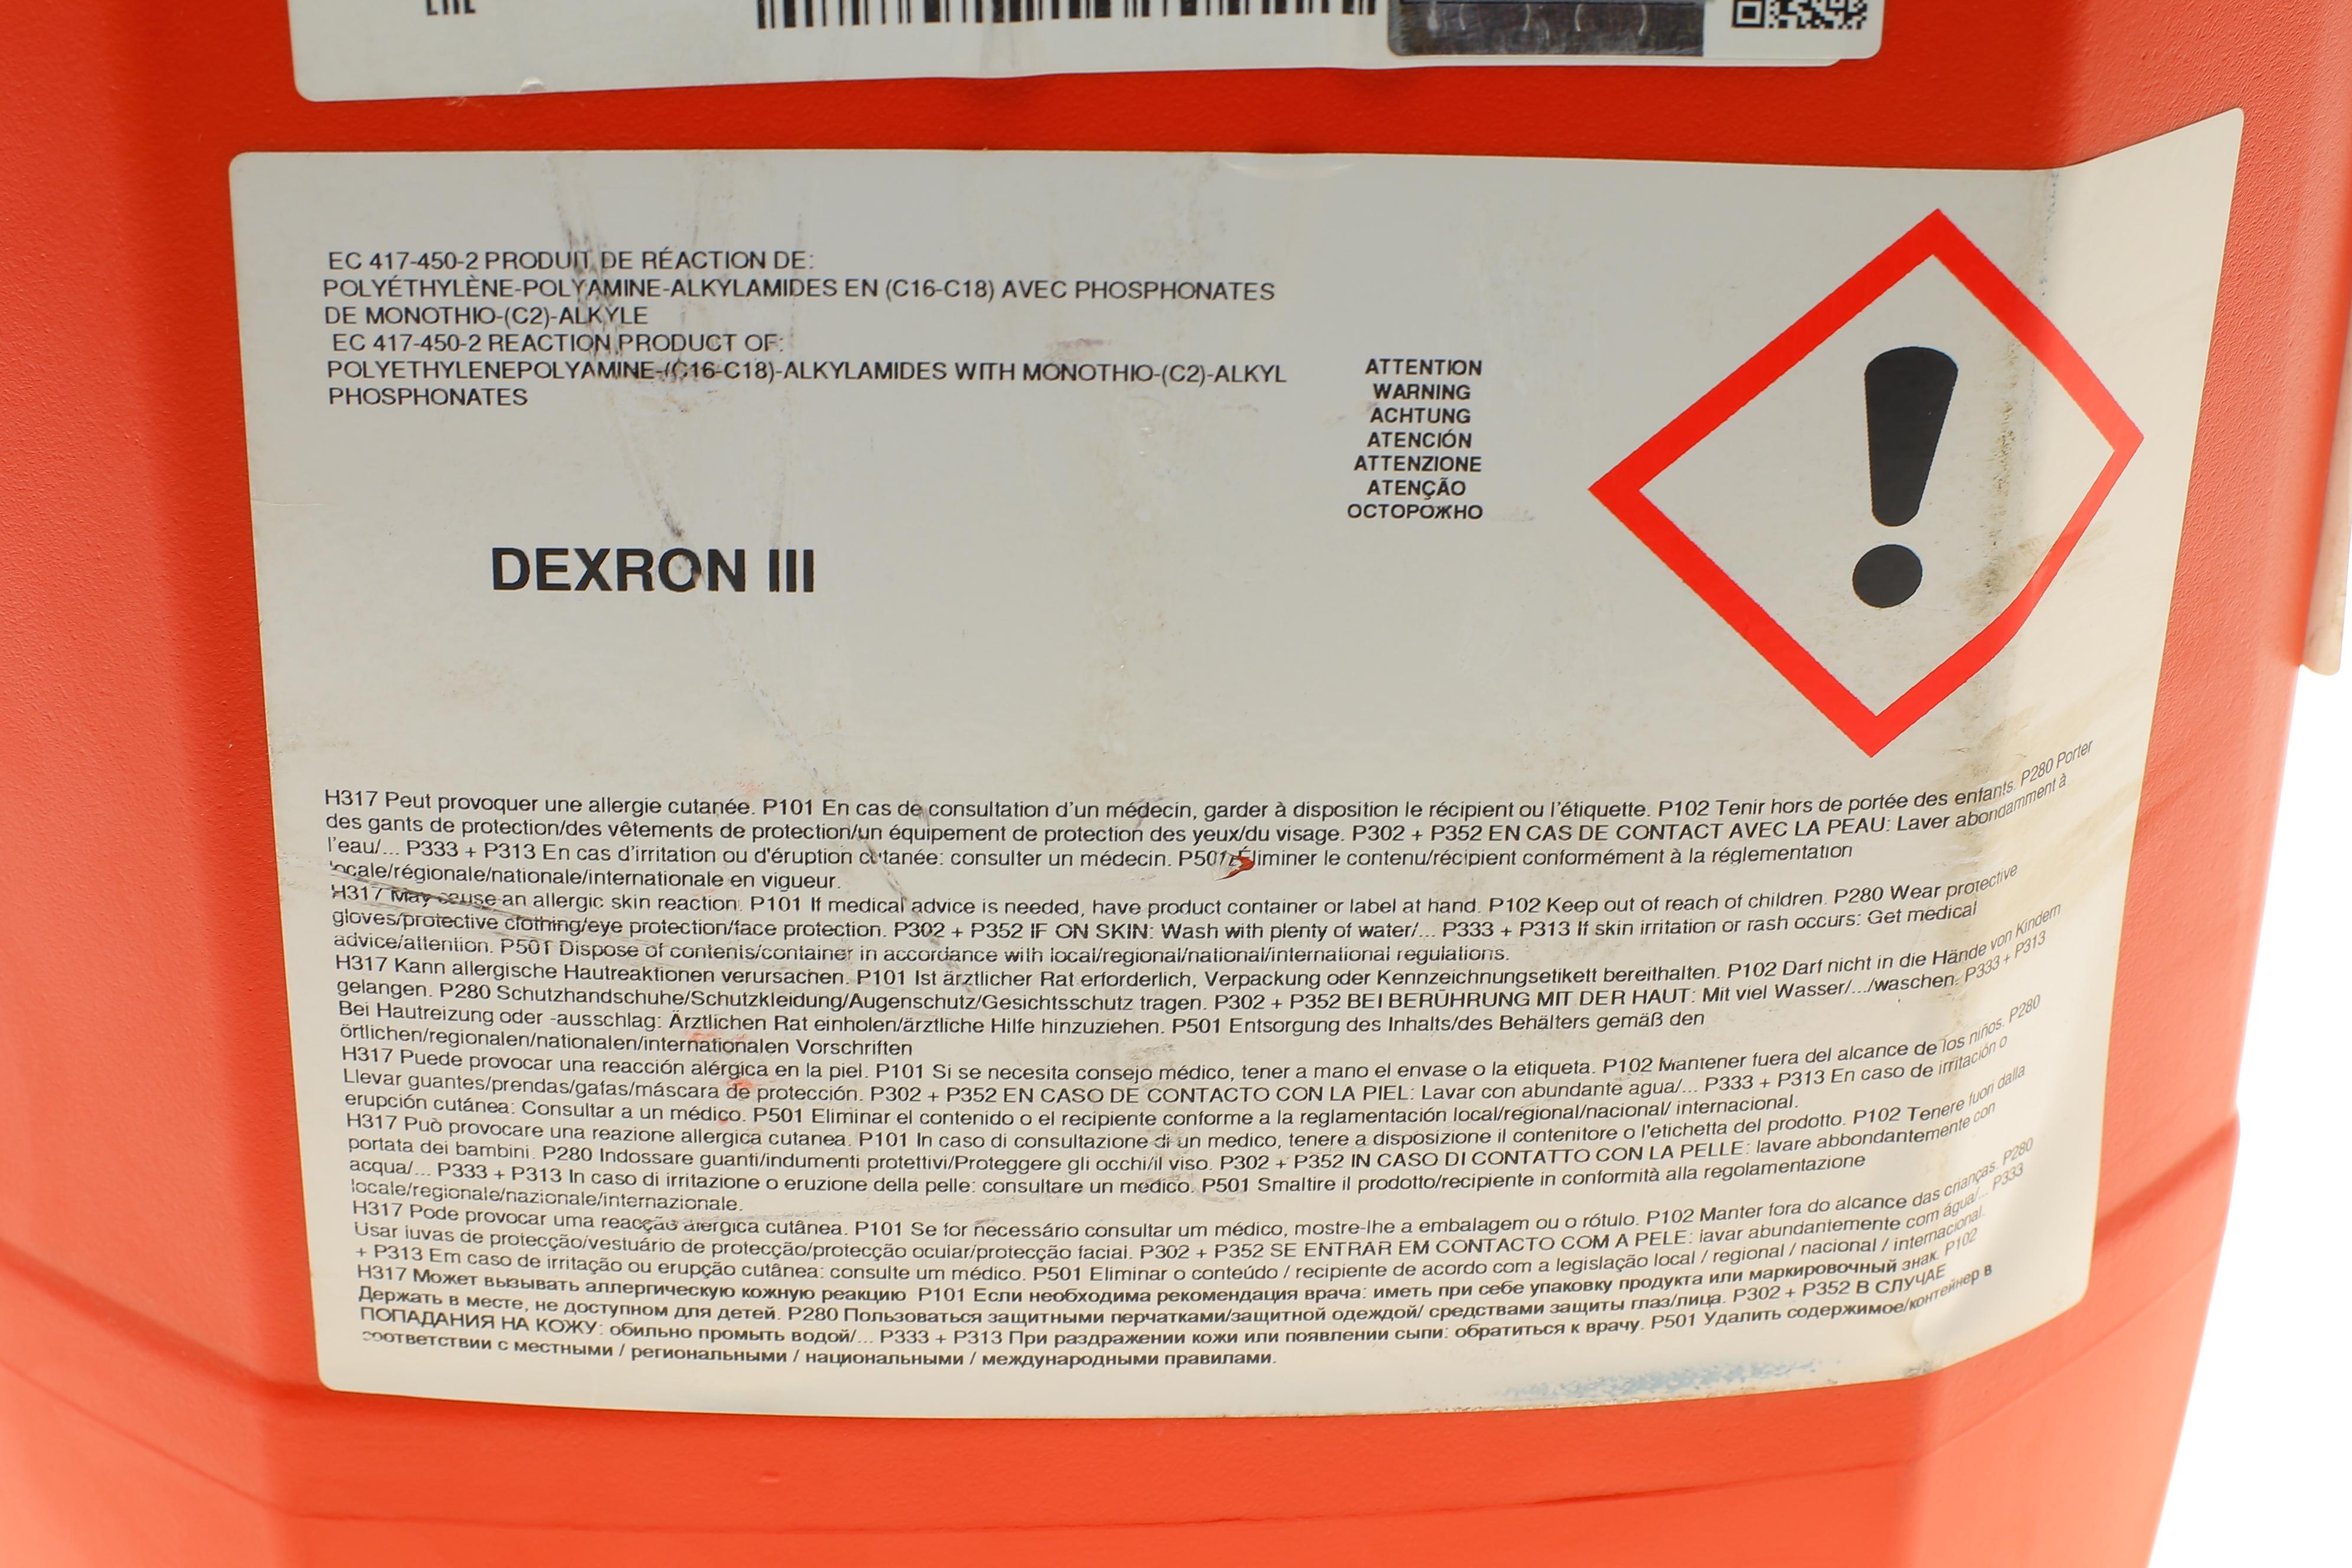 EAC
EC 417-450-2 PRODUIT DE RÉACTION DE:
POLYÉTHYLÈNE-POLYAMINE-ALKYLAMIDES EN (C16-C18) AVEC PHOSPHONATES
DE MONOTHIO-(C2)-ALKYLE
EC 417-450-2 REACTION PRODUCT OF:
POLYETHYLENEPOLYAMINE-(C16-C18)-ALKYLAMIDES WITH MONOTHIO-(C2)-ALKYL
PHOSPHONATES
ATTENTION
WARNING
ACHTUNG
ATENCIÓN
ATTENZIONE
ATENÇÃO
ОСТОРОЖНО
DEXRON III
H317 Peut provoquer une allergie cutanée. P101 En cas de consultation d'un médecin, garder à disposition le récipient ou l'étiquette. P102 Tenir hors de portée des enfants. P280 Porter
des gants de protection/des vêtements de protection/un équipement de protection des yeux/du visage. P302 + P352 EN CAS DE CONTACT AVEC LA PEAU: Laver abondamment à
l'eau/... P333 + P313 En cas d'irritation ou d'éruption cutanée: consulter un médecin. P501 Éliminer le contenu/récipient conformément à la réglementation
locale/régionale/nationale/internationale en vigueur.
H317 May cause an allergic skin reaction. P101 If medical advice is needed, have product container or label at hand. P102 Keep out of reach of children. P280 Wear protective
gloves/protective clothing/eye protection/face protection. P302 + P352 IF ON SKIN: Wash with plenty of water/... P333 + P313 If skin irritation or rash occurs: Get medical
advice/attention. P501 Dispose of contents/container in accordance with local/regional/national/international regulations.
H317 Kann allergische Hautreaktionen verursachen. P101 Ist ärztlicher Rat erforderlich, Verpackung oder Kennzeichnungsetikett bereithalten. P102 Darf nicht in die Hände von Kindern
gelangen. P280 Schutzhandschuhe/Schutzkleidung/Augenschutz/Gesichtsschutz tragen. P302 + P352 BEI BERÜHRUNG MIT DER HAUT: Mit viel Wasser/.../waschen. P333 + P313
Bei Hautreizung oder -ausschlag: Ärztlichen Rat einholen/ärztliche Hilfe hinzuziehen. P501 Entsorgung des Inhalts/des Behälters gemäß den
örtlichen/regionalen/nationalen/internationalen Vorschriften
H317 Puede provocar una reacción alérgica en la piel. P101 Si se necesita consejo médico, tener a mano el envase o la etiqueta. P102 Mantener fuera del alcance de los niños. P280
Llevar guantes/prendas/gafas/máscara de protección. P302 + P352 EN CASO DE CONTACTO CON LA PIEL: Lavar con abundante agua/... P333 + P313 En caso de irritación o
erupción cutánea: Consultar a un médico. P501 Eliminar el contenido o el recipiente conforme a la reglamentación local/regional/nacional/ internacional.
H317 Può provocare una reazione allergica cutanea. P101 In caso di consultazione di un medico, tenere a disposizione il contenitore o l'etichetta del prodotto. P102 Tenere fuori dalla
portata dei bambini. P280 Indossare guanti/indumenti protettivi/Proteggere gli occhi/il viso. P302 + P352 IN CASO DI CONTATTO CON LA PELLE: lavare abbondantemente con
acqua/... P333 + P313 In caso di irritazione o eruzione della pelle: consultare un medico. P501 Smaltire il prodotto/recipiente in conformità alla regolamentazione
locale/regionale/nazionale/internazionale.
H317 Pode provocar uma reacção alérgica cutânea. P101 Se for necessário consultar um médico, mostre-lhe a embalagem ou o rótulo. P102 Manter fora do alcance das crianças. P280
Usar luvas de protecção/vestuário de protecção/protecção ocular/protecção facial. P302 + P352 SE ENTRAR EM CONTACTO COM A PELE: lavar abundantemente com água/... P333
+ P313 Em caso de irritação ou erupção cutânea: consulte um médico. P501 Eliminar o conteúdo / recipiente de acordo com a legislação local / regional / nacional / internacional.
H317 Может вызывать аллергическую кожную реакцию P101 Если необходима рекомендация врача: иметь при себе упаковку продукта или маркировочный знак. P102
Держать в месте, не доступном для детей. P280 Пользоваться защитными перчатками/защитной одеждой/ средствами защиты глаз/лица. P302 + P352 В СЛУЧАЕ
ПОПАДАНИЯ НА КОЖУ: обильно промыть водой/... P333 + P313 При раздражении кожи или появлении сыпи: обратиться к врачу. P501 Удалить содержимое/контейнер в
соответствии с местными / региональными / национальными / международными правилами.